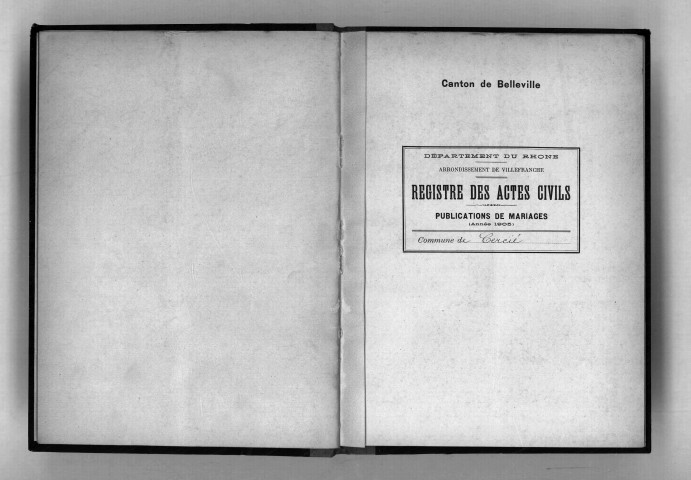 Canton de Belleville
DÉPARTEMENT DU RHONE
ARRONDISSEMENT DE VILLEFRANCHE
REGISTRE DES ACTES CIVILS
PUBLICATIONS DE MARIAGES
(Année 1905)
Commune de Cercié